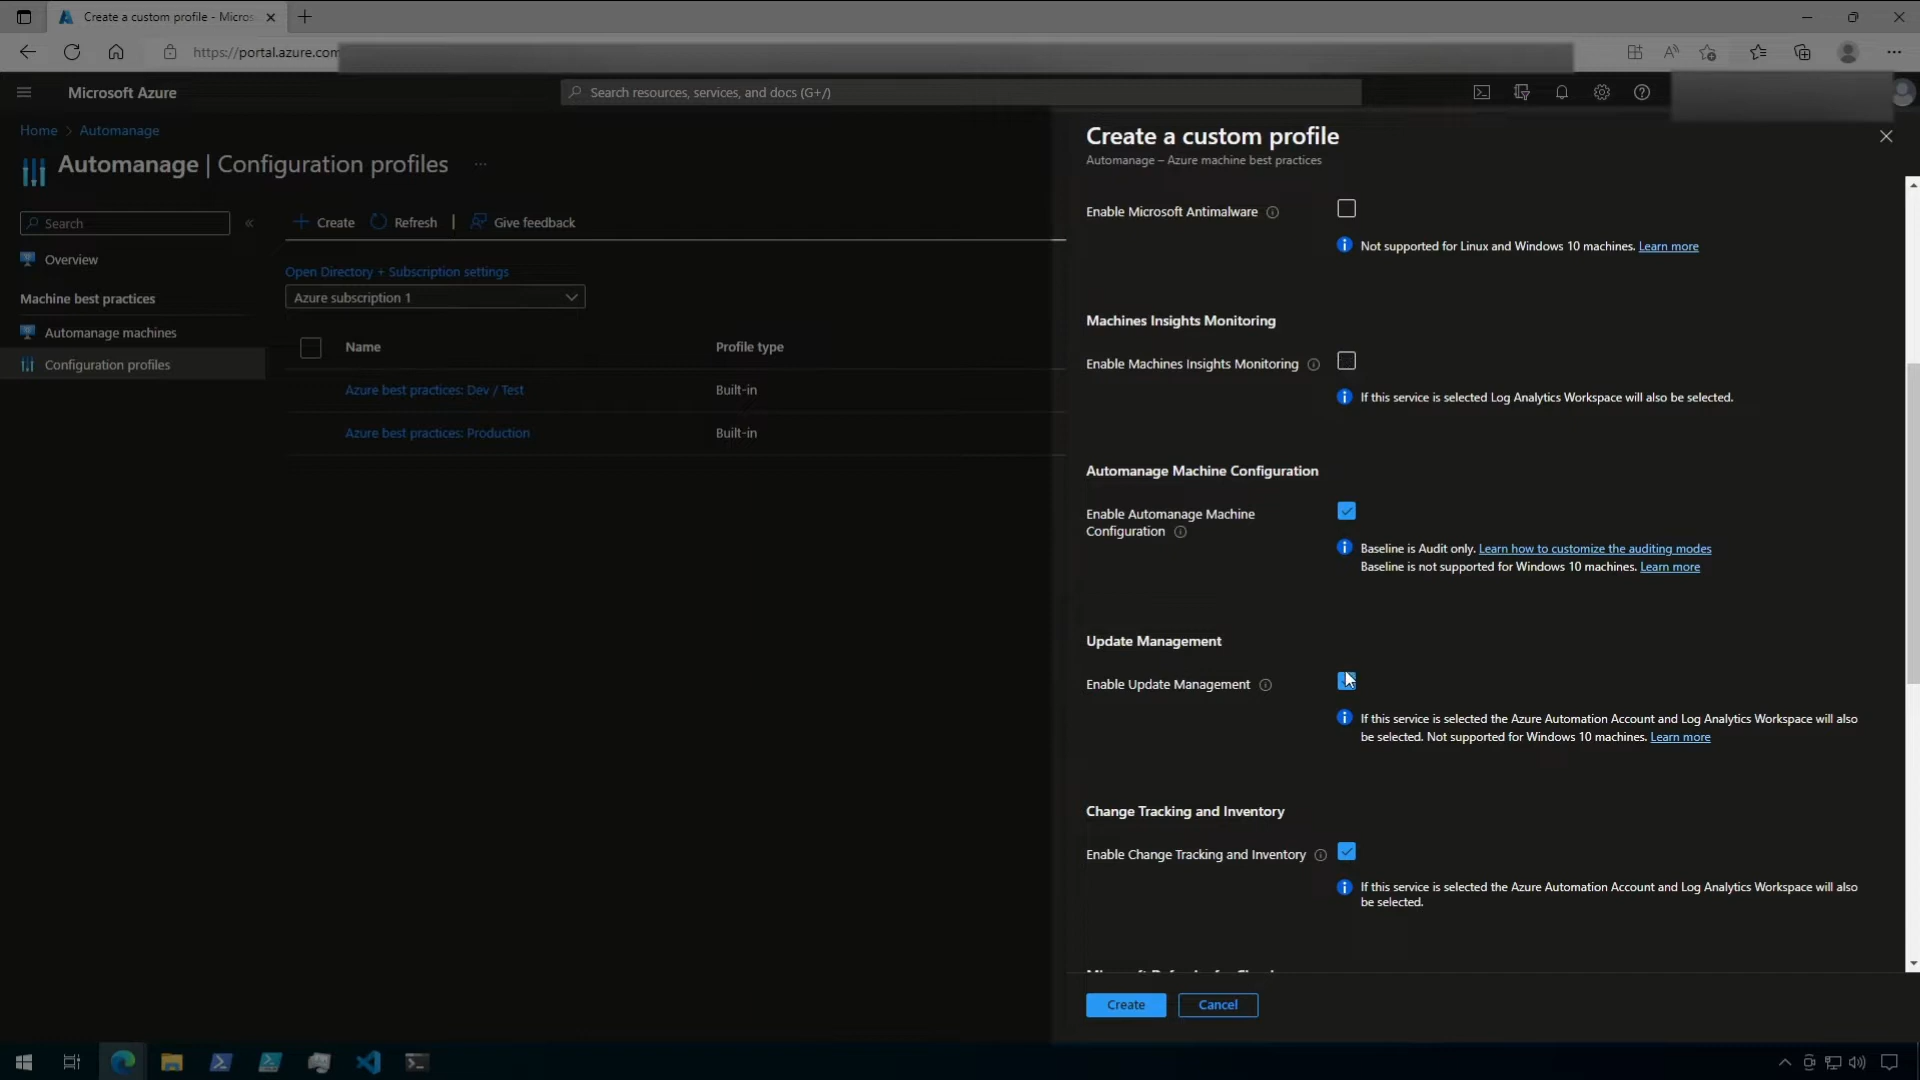 Create a custom profile - Micros
https://portal.azure.com
Microsoft Azure
Search resources, services, and docs (G+/)
Home > Automanage
Automanage | Configuration profiles ...
Search
«
Create
Refresh
Give feedback
Overview
Open Directory + Subscription settings
Azure subscription 1
Machine best practices
Automanage machines
Configuration profiles
Name
Profile type
Azure best practices: Dev / Test
Built-in
Azure best practices: Production
Built-in
Create a custom profile
Automanage – Azure machine best practices
Enable Microsoft Antimalware
Not supported for Linux and Windows 10 machines. Learn more
Machines Insights Monitoring
Enable Machines Insights Monitoring
If this service is selected Log Analytics Workspace will also be selected.
Automanage Machine Configuration
Enable Automanage Machine
Configuration
Baseline is Audit only. Learn how to customize the auditing modes
Baseline is not supported for Windows 10 machines. Learn more
Update Management
Enable Update Management
If this service is selected the Azure Automation Account and Log Analytics Workspace will also
be selected. Not supported for Windows 10 machines. Learn more
Change Tracking and Inventory
Enable Change Tracking and Inventory
If this service is selected the Azure Automation Account and Log Analytics Workspace will also
be selected.
Create
Cancel